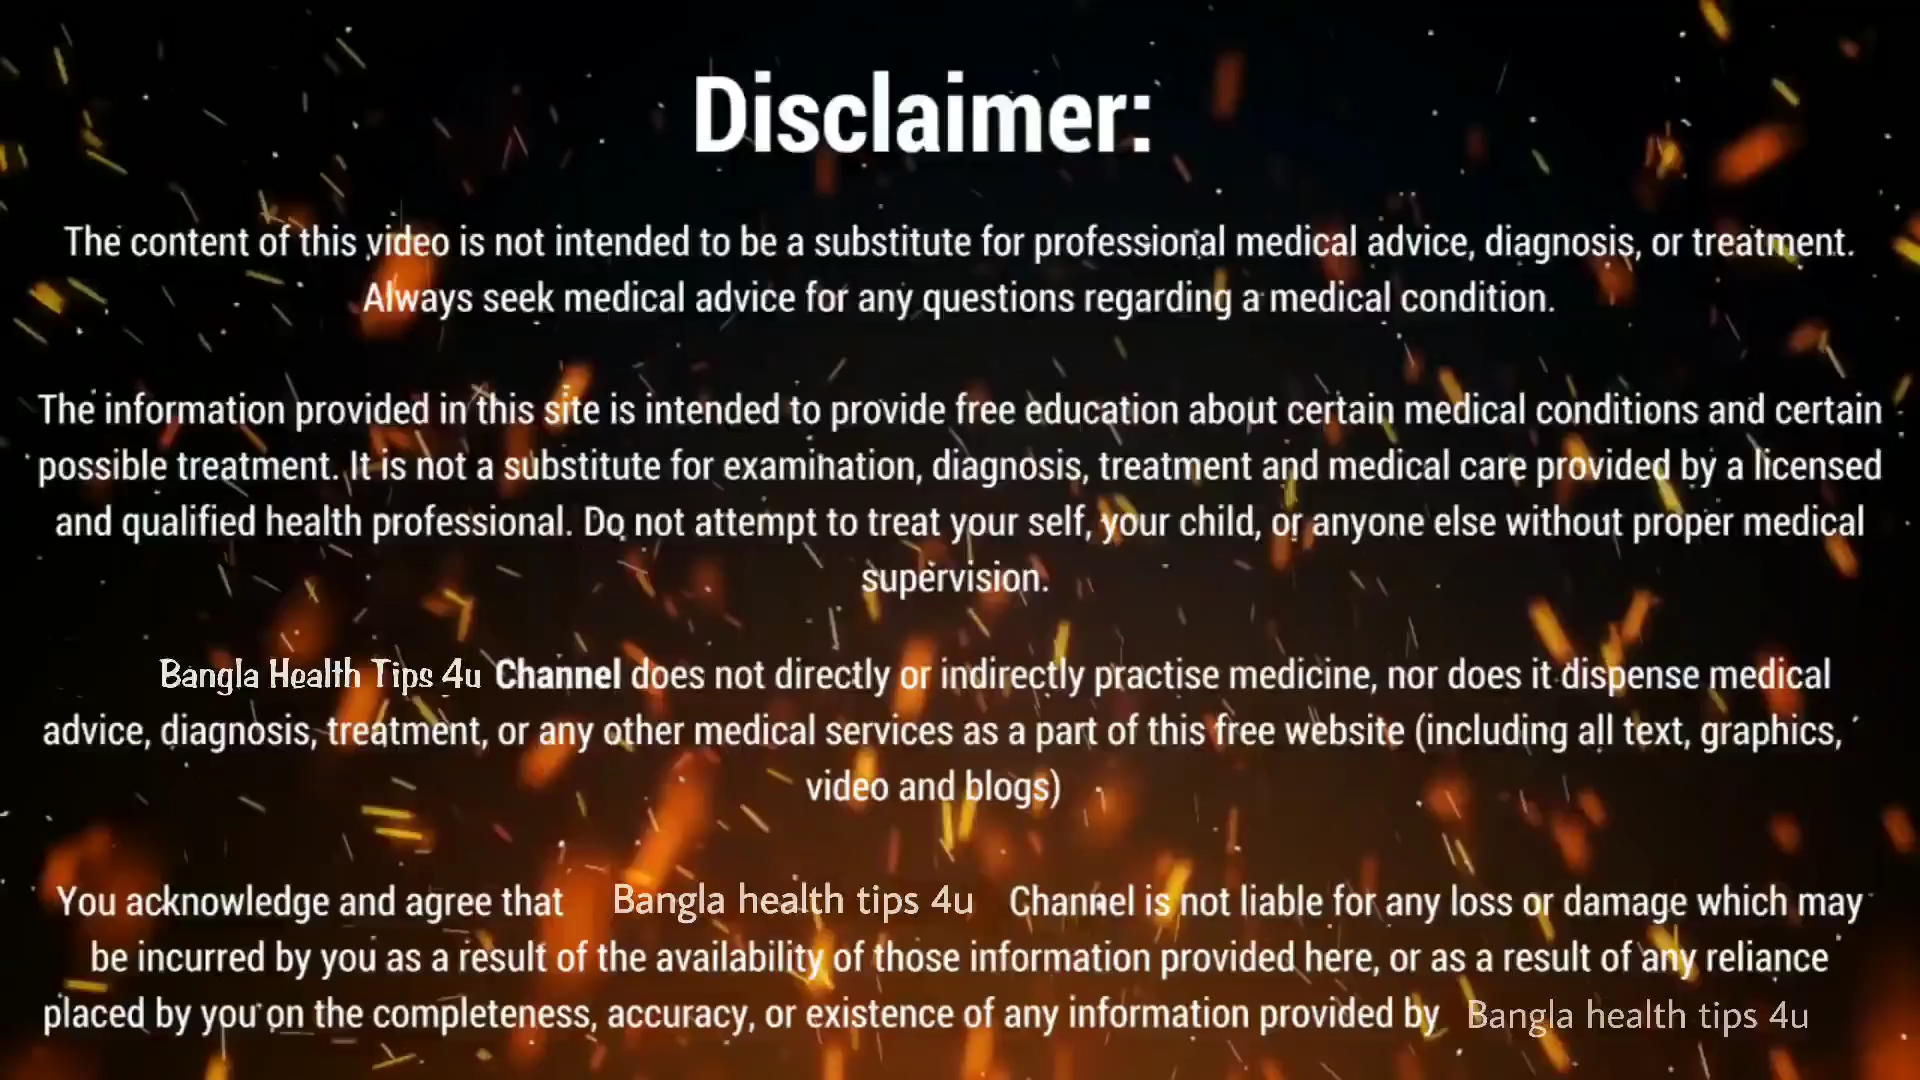 Disclaimer:
The content of this video is not intended to be a substitute for professional medical advice, diagnosis, or treatment.
Always seek medical advice for any questions regarding a medical condition.
The information provided in this site is intended to provide free education about certain medical conditions and certain
possible treatment. It is not a substitute for examination, diagnosis, treatment and medical care provided by a licensed
and qualified health professional. Do not attempt to treat your self, your child, or anyone else without proper medical
supervision.
Bangla Health Tips 4u Channel does not directly or indirectly practise medicine, nor does it dispense medical
advice, diagnosis, treatment, or any other medical services as a part of this free website (including all text, graphics,
video and blogs)
You acknowledge and agree that Bangla health tips 4u Channel is not liable for any loss or damage which may
be incurred by you as a result of the availability of those information provided here, or as a result of any reliance
placed by you on the completeness, accuracy, or existence of any information provided by Bangla health tips 4u